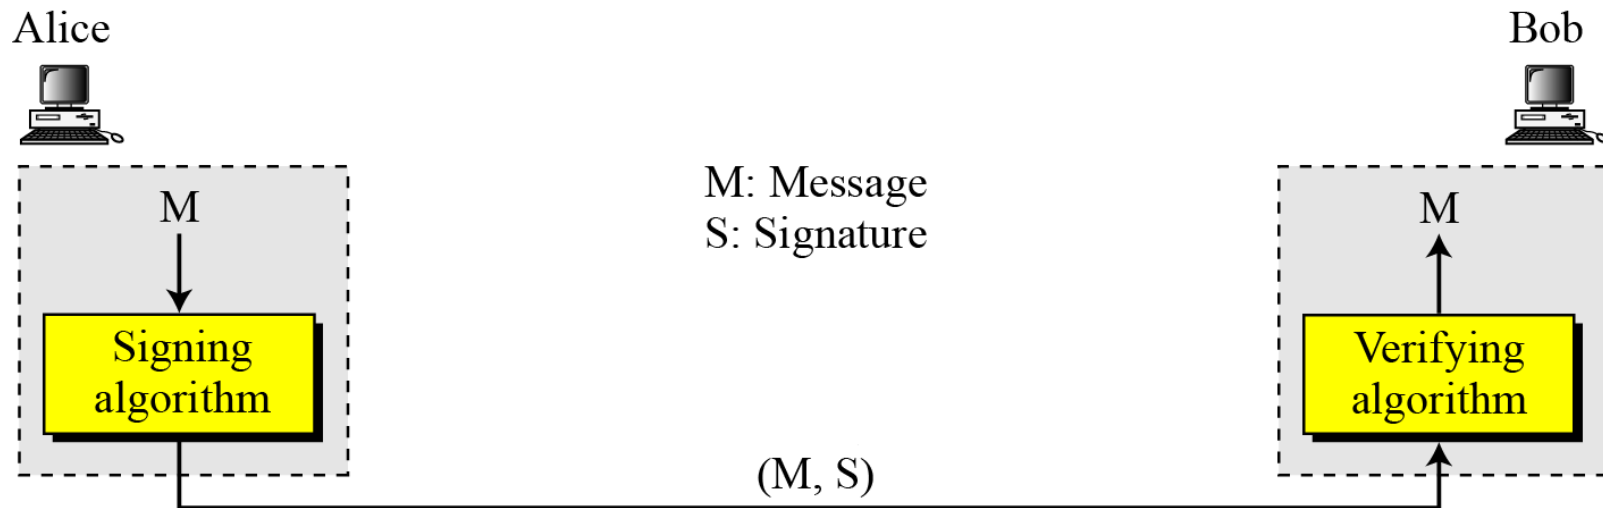 Alice
Bob
M
M: Message
S: Signature
M
Signing
algorithm
Verifying
algorithm
(M, S)